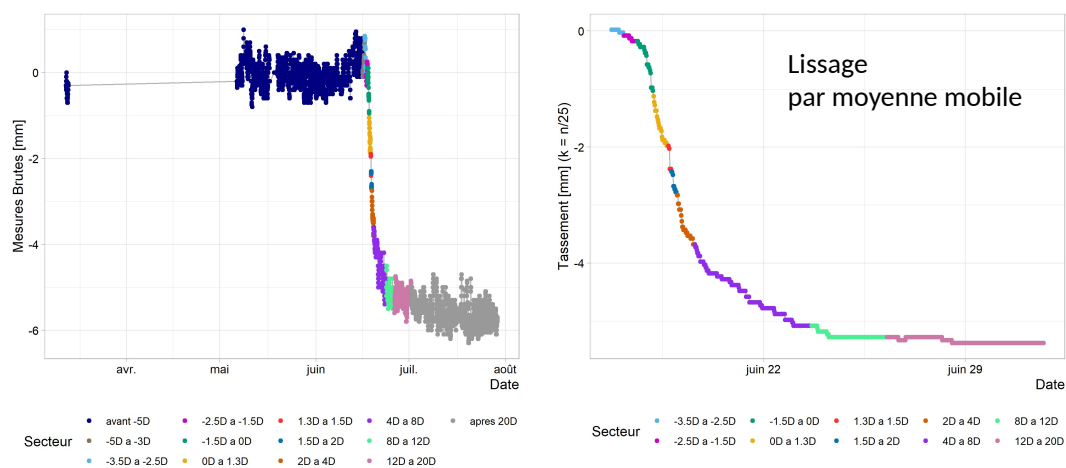 Mesures Brutes [mm]
0
-2
-4
-6
avr.
mai
juin
juil.
août
Date
Secteur
avant -5D
-5D a -3D
-3.5D a -2.5D
-2.5D a -1.5D
-1.5D a 0D
0D a 1.3D
1.3D a 1.5D
1.5D a 2D
2D a 4D
4D a 8D
8D a 12D
12D a 20D
apres 20D
Tassement [mm] (k = n/25)
0
-2
-4
Lissage
par moyenne mobile
juin 22
juin 29
Date
Secteur
-3.5D a -2.5D
-2.5D a -1.5D
-1.5D a 0D
0D a 1.3D
1.3D a 1.5D
1.5D a 2D
2D a 4D
4D a 8D
8D a 12D
12D a 20D